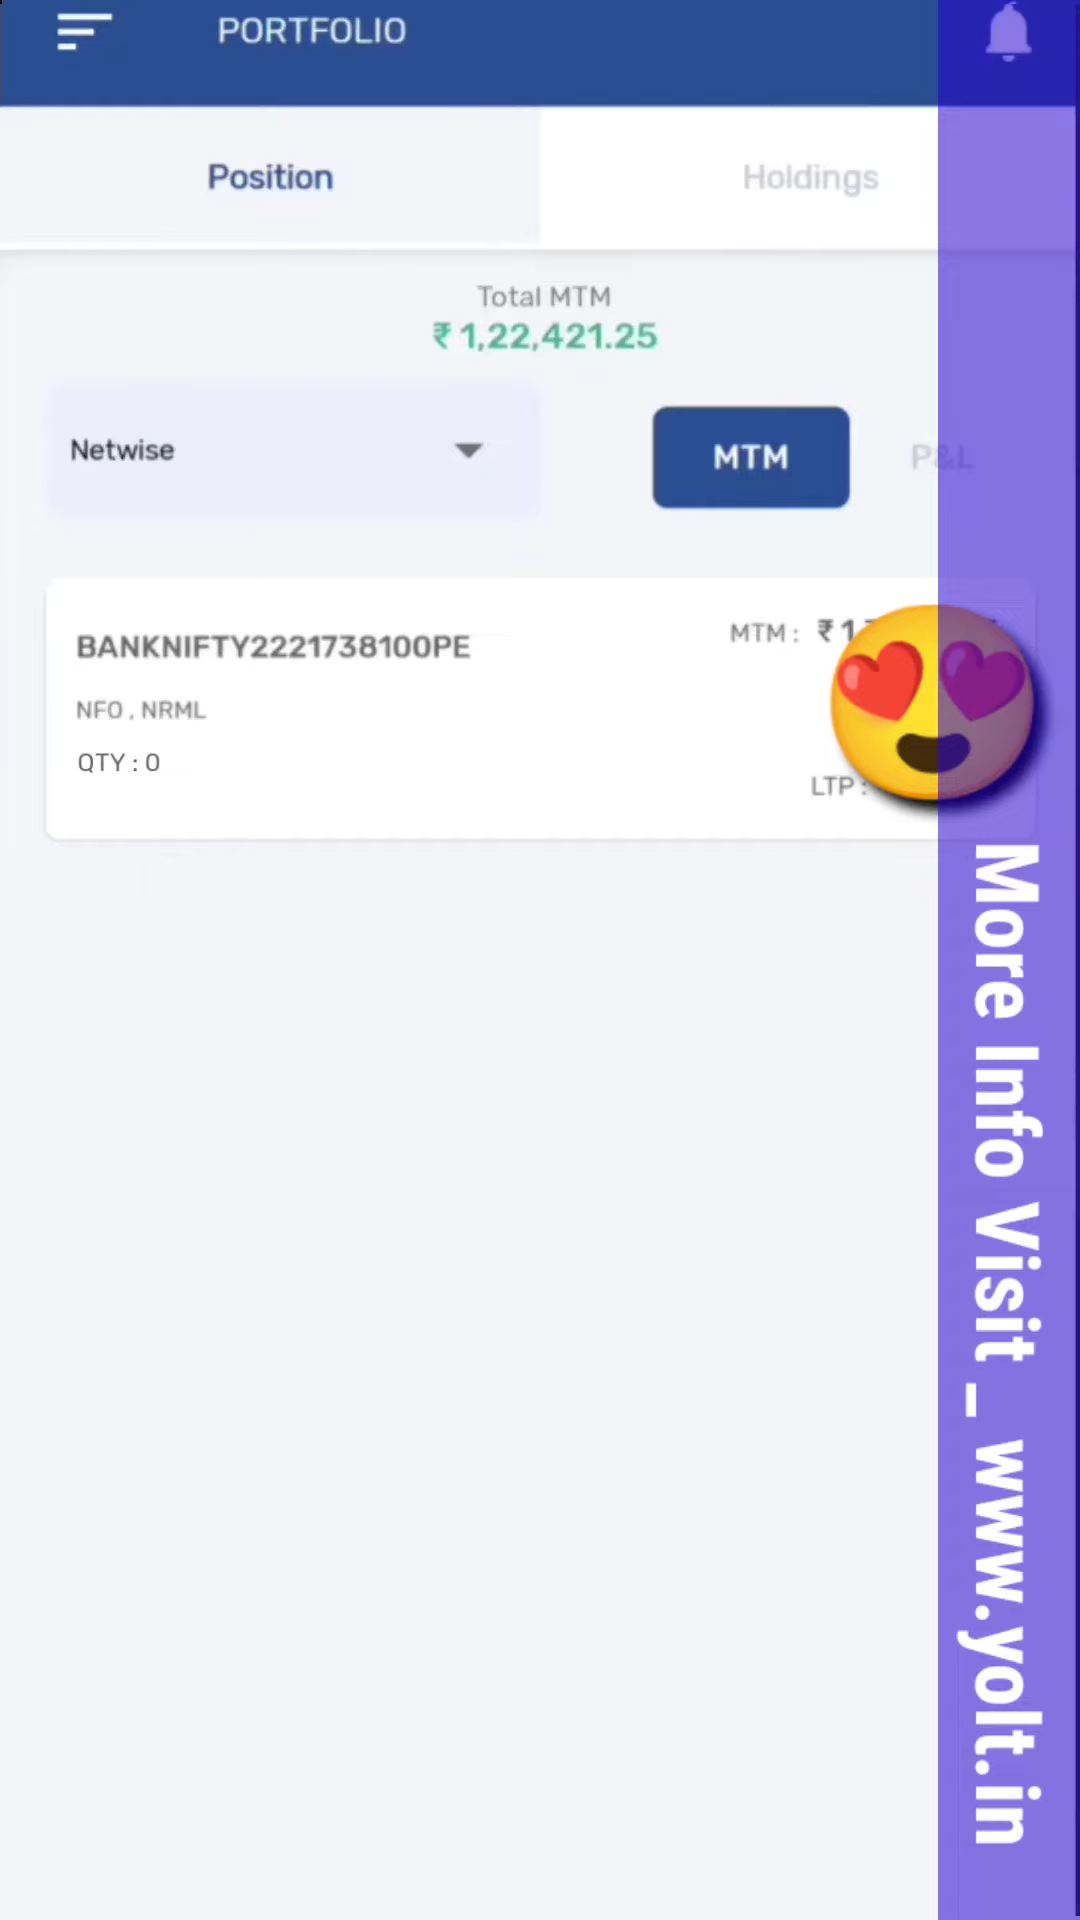 PORTFOLIO
Position
Holdings
Total MTM
₹ 1,22,421.25
Netwise
MTM
P&L
BANKNIFTY2221738100PE
MTM : ₹ 1
NFO , NRML
QTY : 0
LTP :
More Info Visit _ www.yolt.in